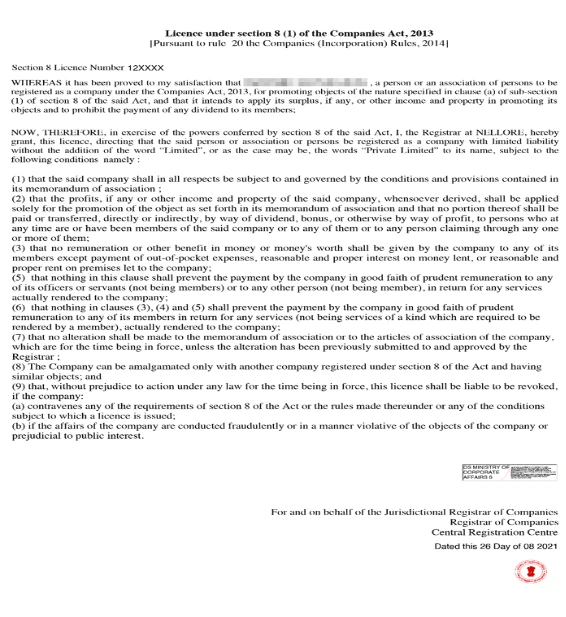 Licence under section 8 (1) of the Companies Act, 2013
[Pursuant to rule  20 the Companies (Incorporation) Rules, 2014]
Section 8 Licence Number 12XXXX
WHEREAS it has been proved to my satisfaction that , a person or an association of persons to be
registered as a company under the Companies Act, 2013, for promoting objects of the nature specified in clause (a) of sub-section
(1) of section 8 of the said Act, and that it intends to apply its surplus, if any, or other income and property in promoting its
objects and to prohibit the payment of any dividend to its members;
NOW, THEREFORE, in exercise of the powers conferred by section 8 of the said Act, I, the Registrar at NELLORE, hereby
grant, this licence, directing that the said person or association or persons be registered as a company with limited liability
without the addition of the word “Limited”, or as the case may be, the words “Private Limited” to its name, subject to the
following conditions  namely :
(1) that the said company shall in all respects be subject to and governed by the conditions and provisions contained in
its memorandum of association ;
(2) that the profits, if any or other income and property of the said company, whensoever derived, shall be applied
solely for the promotion of the object as set forth in its memorandum of association and that no portion thereof shall be
paid or transferred, directly or indirectly, by way of dividend, bonus, or otherwise by way of profit, to persons who at
any time are or have been members of the said company or to any of them or to any person claiming through any one
or more of them;
(3) that no remuneration or other benefit in money or money's worth shall be given by the company to any of its
members except payment of out-of-pocket expenses, reasonable and proper interest on money lent, or reasonable and
proper rent on premises let to the company;
(5)  that nothing in this clause shall prevent the payment by the company in good faith of prudent remuneration to any
of its officers or servants (not being members) or to any other person (not being member), in return for any services
actually rendered to the company;
(6)  that nothing in clauses (3), (4) and (5) shall prevent the payment by the company in good faith of prudent
remuneration to any of its members in return for any services (not being services of a kind which are required to be
rendered by a member), actually rendered to the company;
(7) that no alteration shall be made to the memorandum of association or to the articles of association of the company,
which are for the time being in force, unless the alteration has been previously submitted to and approved by the
Registrar ;
(8) The Company can be amalgamated only with another company registered under section 8 of the Act and having
similar objects; and
(9) that, without prejudice to action under any law for the time being in force, this licence shall be liable to be revoked,
if the company:
(a) contravenes any of the requirements of section 8 of the Act or the rules made thereunder or any of the conditions
subject to which a licence is issued;
(b) if the affairs of the company are conducted fraudulently or in a manner violative of the objects of the company or
prejudicial to public interest.
DS MINISTRY OF
CORPORATE
AFFAIRS 5
For and on behalf of the Jurisdictional Registrar of Companies
Registrar of Companies
Central Registration Centre
Dated this 26 Day of 08 2021